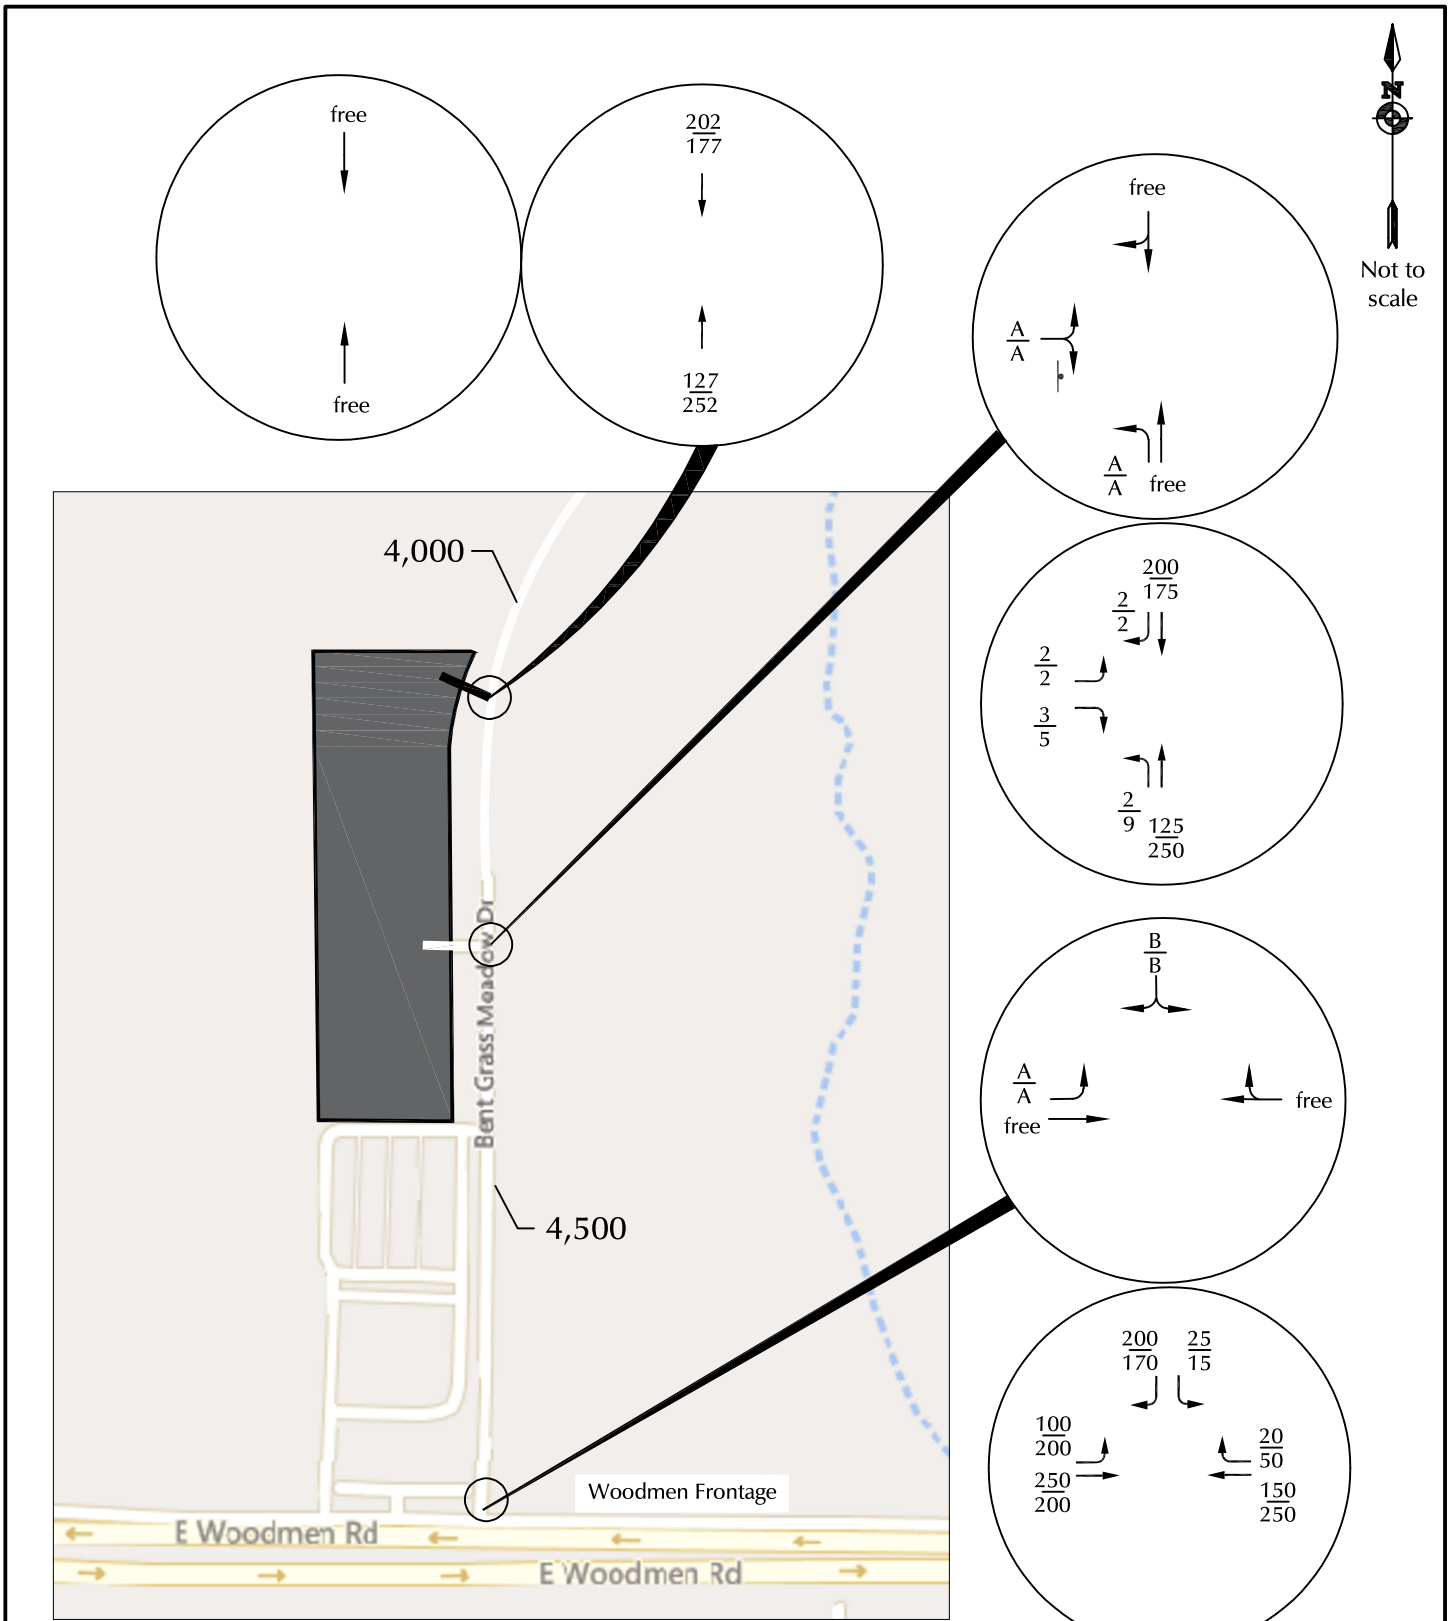 N
Not to
scale
free
free
202
177
127
252
free
A
A
A
A
free
200
175
2
2
2
2
3
5
2
9
125
250
B
B
A
A
free
free
200
170
25
15
100
200
250
200
20
50
150
250
4,000
Bent Grass Meadow Dr
4,500
Woodmen Frontage
E Woodmen Rd
E Woodmen Rd